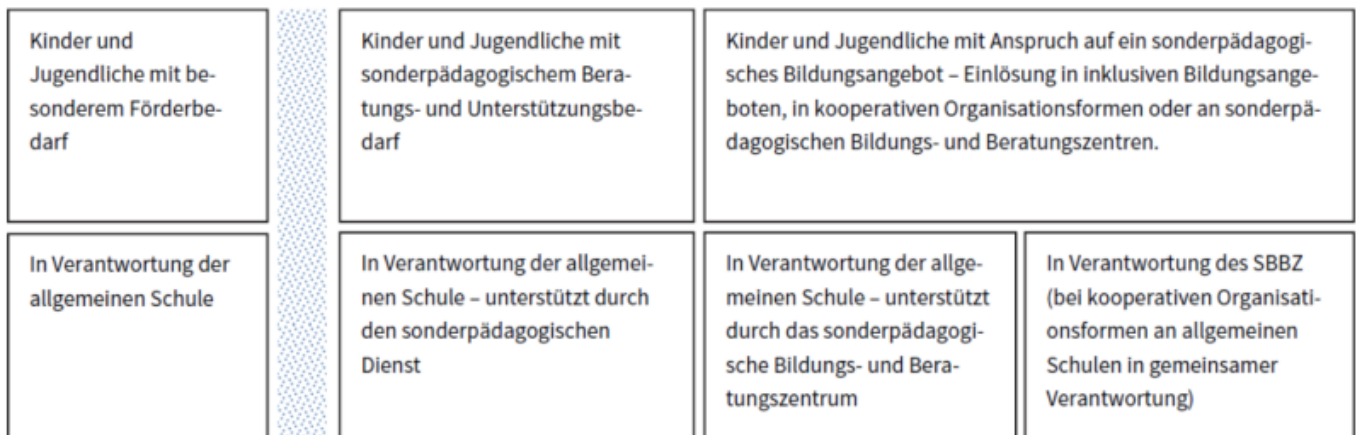 Kinder und
Jugendliche mit be-
sonderem Förderbe-
darf
Kinder und Jugendliche mit
sonderpädagogischem Bera-
tungs- und Unterstützungsbe-
darf
Kinder und Jugendliche mit Anspruch auf ein sonderpädagogi-
sches Bildungsangebot – Einlösung in inklusiven Bildungsange-
boten, in kooperativen Organisationsformen oder an sonderpä-
dagogischen Bildungs- und Beratungszentren.
In Verantwortung der
allgemeinen Schule
In Verantwortung der allgemei-
nen Schule – unterstützt durch
den sonderpädagogischen
Dienst
In Verantwortung der allge-
meinen Schule – unterstützt
durch das sonderpädagogi-
sche Bildungs- und Bera-
tungszentrum
In Verantwortung des SBBZ
(bei kooperativen Organisati-
onsformen an allgemeinen
Schulen in gemeinsamer
Verantwortung)